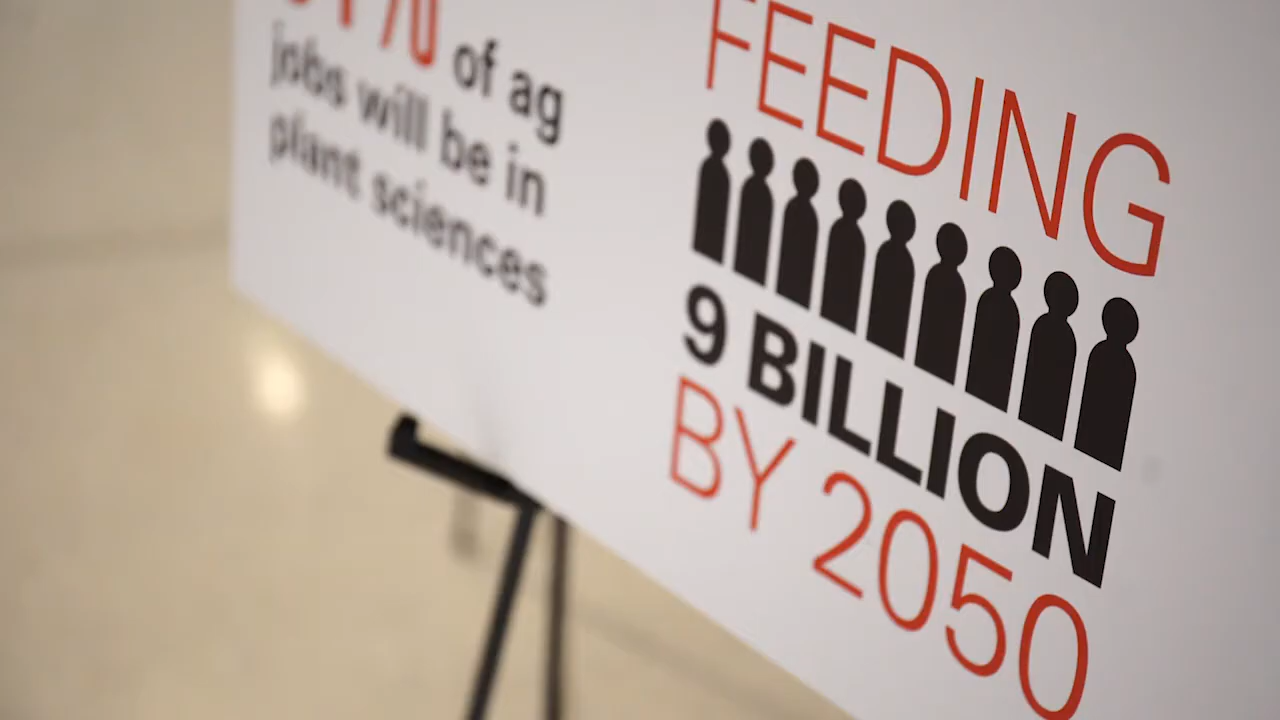 of ag
jobs will be in
plant sciences
FEEDING
9 BILLION
BY 2050